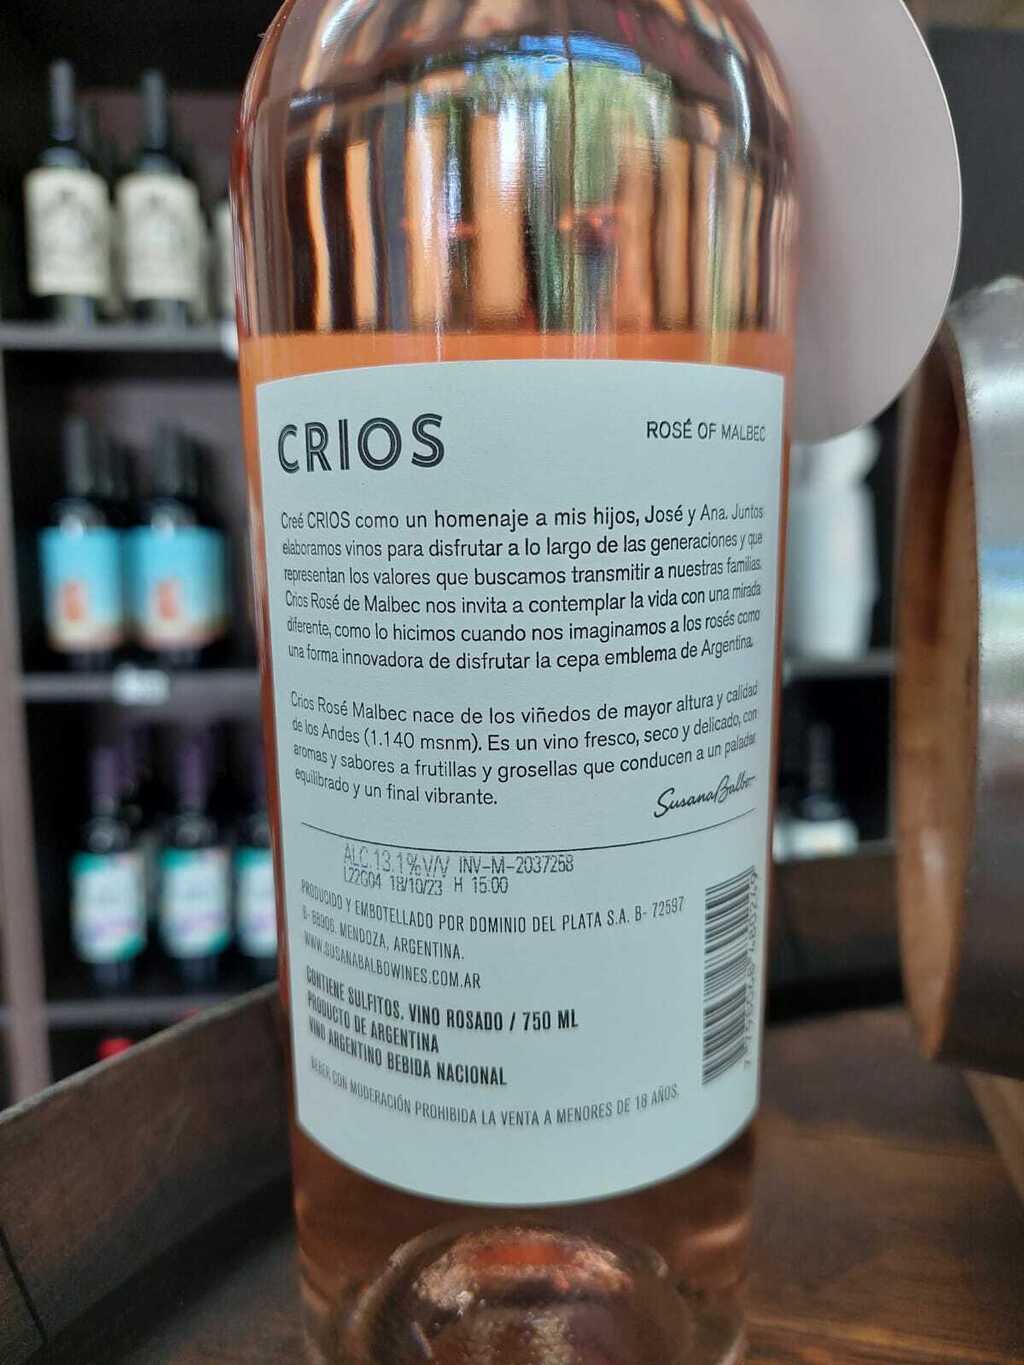 CRIOS
ROSÉ OF MALBEC
Creé CRIOS como un homenaje a mis hijos, José y Ana. Juntos
elaboramos vinos para disfrutar a lo largo de las generaciones y que
representan los valores que buscamos transmitir a nuestras familias.
Crios Rosé de Malbec nos invita a contemplar la vida con una mirada
diferente, como lo hicimos cuando nos imaginamos a los rosés como
una forma innovadora de disfrutar la cepa emblema de Argentina.
Crios Rosé Malbec nace de los viñedos de mayor altura y calidad
de los Andes (1.140 msnm). Es un vino fresco, seco y delicado, con
aromas y sabores a frutillas y grosellas que conducen a un paladar
equilibrado y un final vibrante.
Susana Balbo
ALC.13.1%V/V INV-M-2037258
L22G04 18/10/23 H 15:00
PRODUCIDO Y EMBOTELLADO POR DOMINIO DEL PLATA S.A. B- 72597
B- 88906. MENDOZA, ARGENTINA.
WWW.SUSANABALBOWINES.COM.AR
CONTIENE SULFITOS. VINO ROSADO / 750 ML
PRODUCTO DE ARGENTINA
VINO ARGENTINO BEBIDA NACIONAL
BEBER CON MODERACIÓN PROHIBIDA LA VENTA A MENORES DE 18 AÑOS.